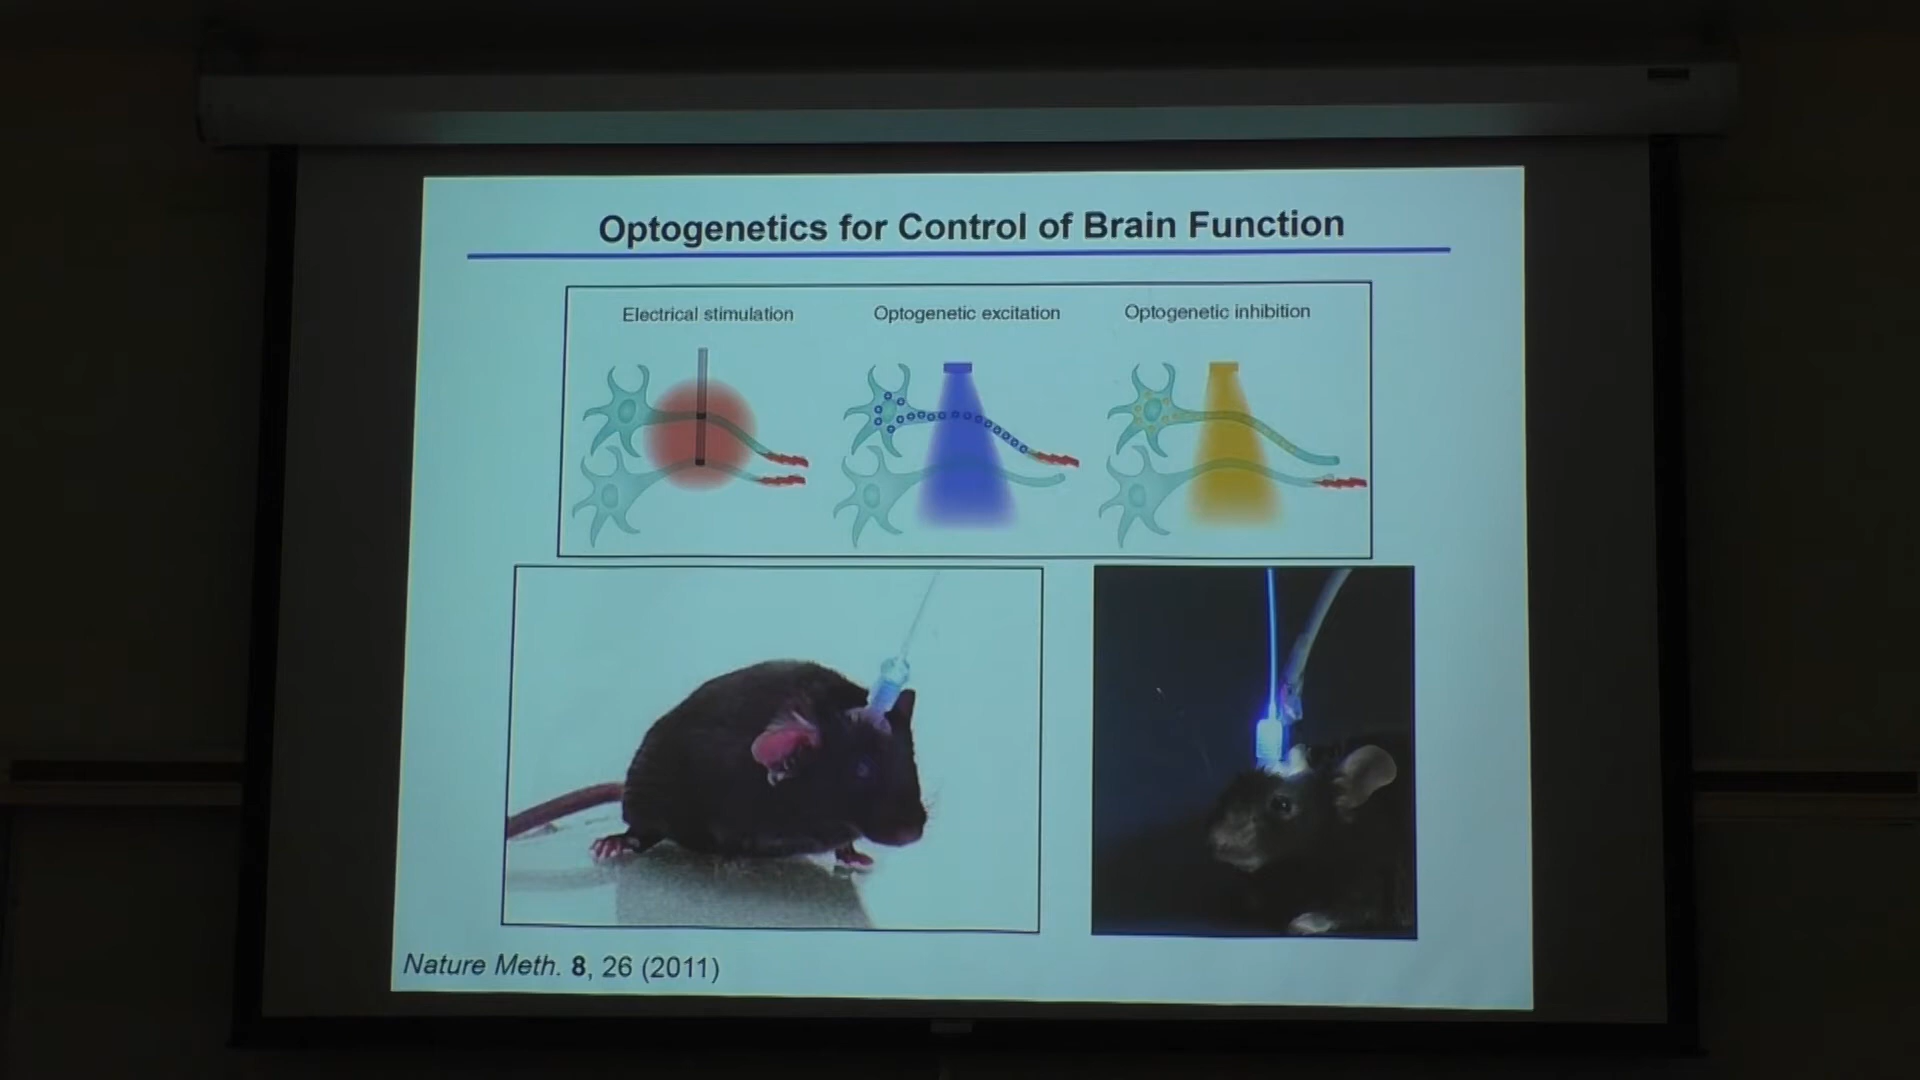 Optogenetics for Control of Brain Function
Electrical stimulation
Optogenetic excitation
Optogenetic inhibition
Nature Meth. 8, 26 (2011)